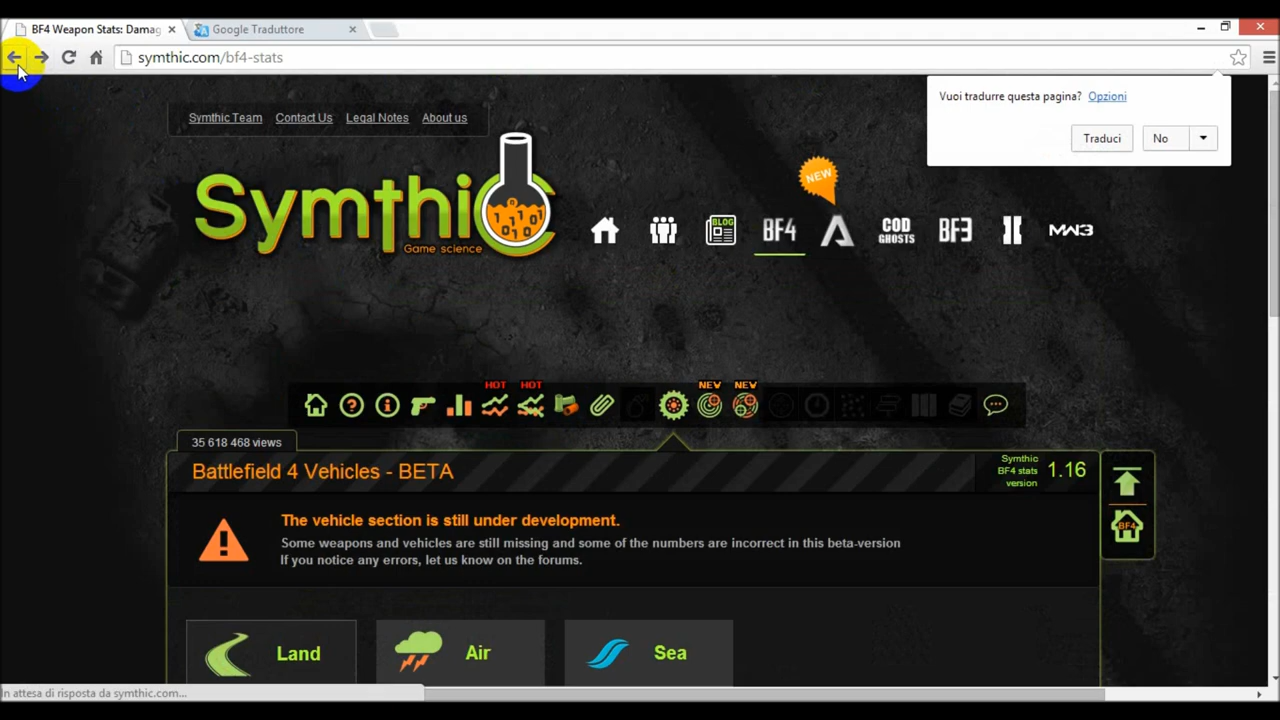 BF4 Weapon Stats: Damag
Google Traduttore
symthic.com/bf4-stats
Vuoi tradurre questa pagina? Opzioni
Traduci
No
Symthic Team
Contact Us
Legal Notes
About us
Symthic
Game science
NEW
BLOG
BF4
COD
GHOSTS
BF3
MW3
HOT
HOT
NEW
NEW
35 618 468 views
Battlefield 4 Vehicles - BETA
Symthic
BF4 stats
version
1.16
The vehicle section is still under development.
Some weapons and vehicles are still missing and some of the numbers are incorrect in this beta-version
If you notice any errors, let us know on the forums.
BF4
Land
Air
Sea
In attesa di risposta da symthic.com...